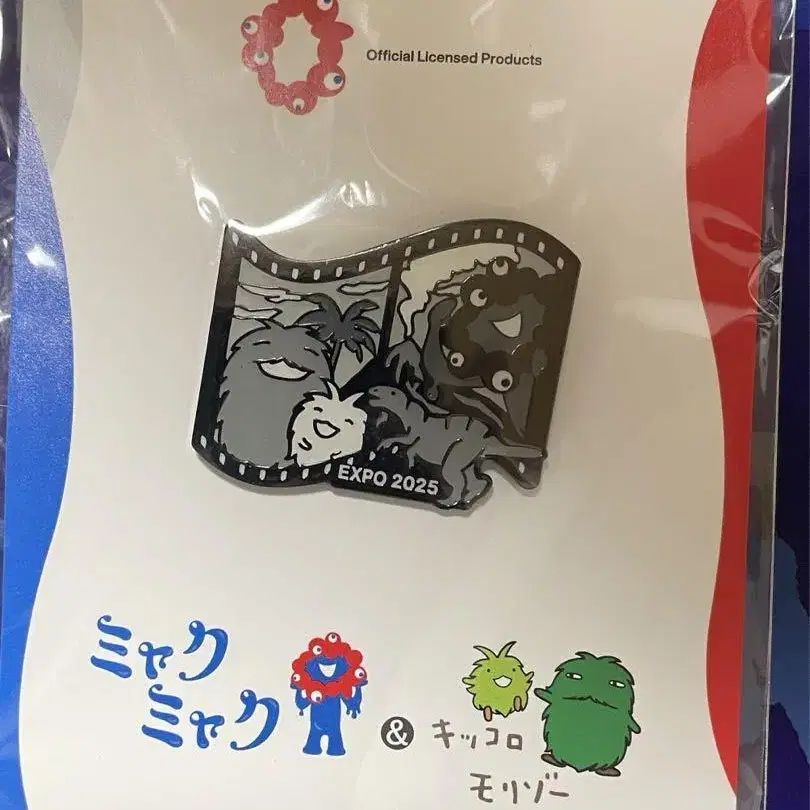 Official Licensed Products
EXPO 2025
ミャク
ミャク
& キッコロ
モリゾー